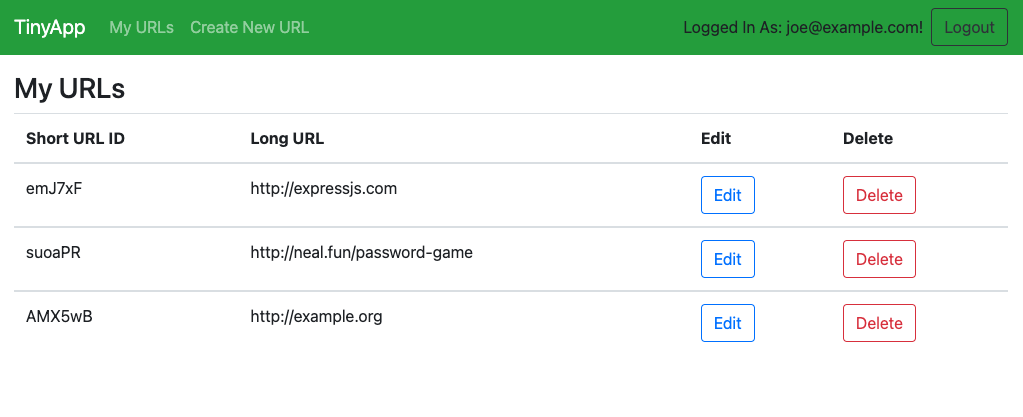 TinyApp My URLs Create New URL Logged In As: joe@example.com! Logout
My URLs
Short URL ID Long URL Edit Delete
emJ7xF http://expressjs.com Edit Delete
suoaPR http://neal.fun/password-game Edit Delete
AMX5wB http://example.org Edit Delete